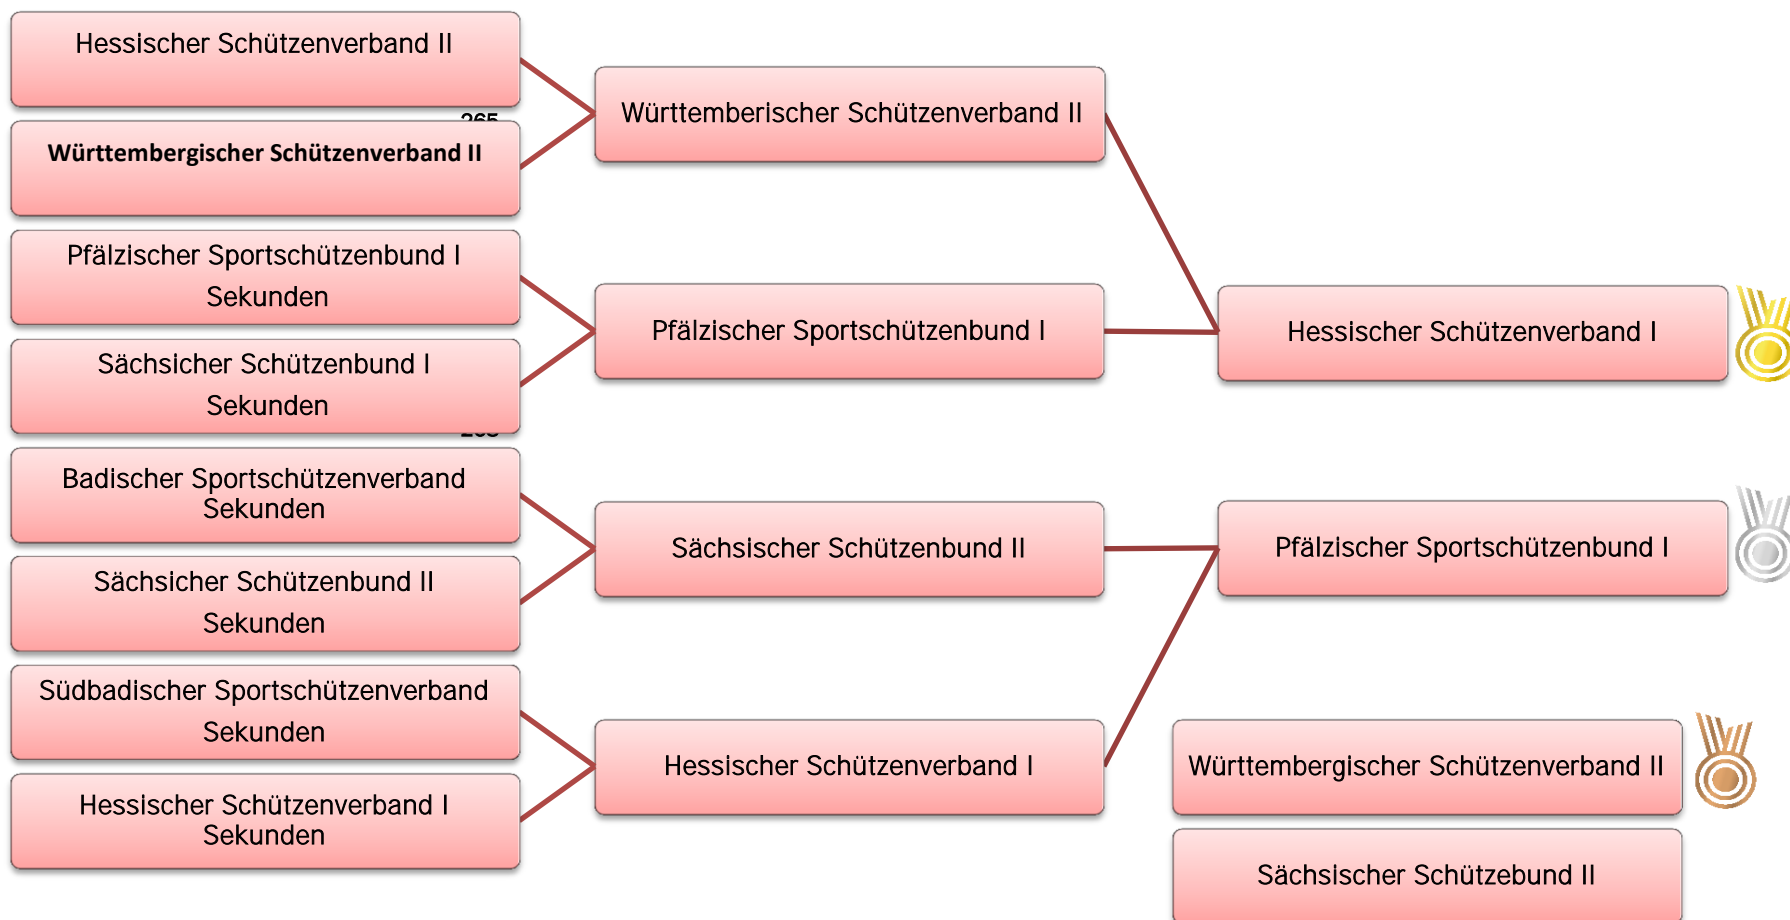 Hessischer Schützenverband II
Württembergischer Schützenverband II
Pfälzischer Sportschützenbund I
Sekunden
Sächsicher Schützenbund I
Sekunden
Badischer Sportschützenverband
Sekunden
Sächsicher Schützenbund II
Sekunden
Südbadischer Sportschützenverband
Sekunden
Hessischer Schützenverband I
Sekunden
Württemberischer Schützenverband II
Pfälzischer Sportschützenbund I
Sächsischer Schützenbund II
Hessischer Schützenverband I
Hessischer Schützenverband I
Pfälzischer Sportschützenbund I
Württembergischer Schützenverband II
Sächsischer Schützebund II